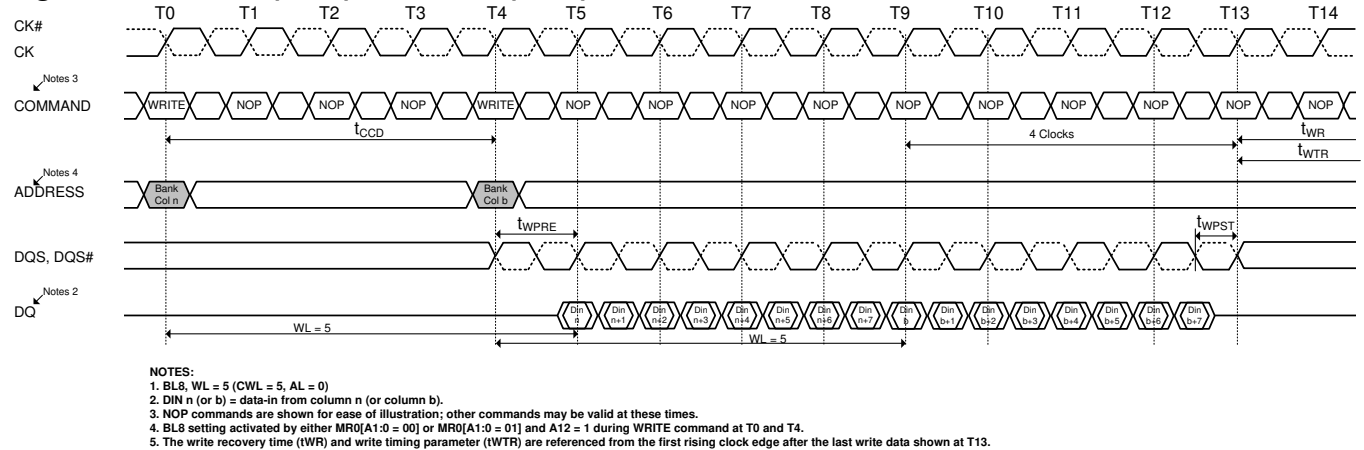 T0 T1 T2 T3 T4 T5 T6 T7 T8 T9 T10 T11 T12 T13 T14
CK#
CK
Notes 3
COMMAND WRITE NOP NOP NOP WRITE NOP NOP NOP NOP NOP NOP NOP NOP NOP NOP
tCCD 4 Clocks tWR
tWTR
Notes 4
ADDRESS Bank Col n Bank Col b
tWPRE tWPST
DQS, DQS#
Notes 2
DQ Din n Din n+1 Din n+2 Din n+3 Din n+4 Din n+5 Din n+6 Din n+7 Din b Din b+1 Din b+2 Din b+3 Din b+4 Din b+5 Din b+6 Din b+7
WL = 5 WL = 5
NOTES:
1. BL8, WL = 5 (CWL = 5, AL = 0)
2. DIN n (or b) = data-in from column n (or column b).
3. NOP commands are shown for ease of illustration; other commands may be valid at these times.
4. BL8 setting activated by either MR0[A1:0 = 00] or MR0[A1:0 = 01] and A12 = 1 during WRITE command at T0 and T4.
5. The write recovery time (tWR) and write timing parameter (tWTR) are referenced from the first rising clock edge after the last write data shown at T13.